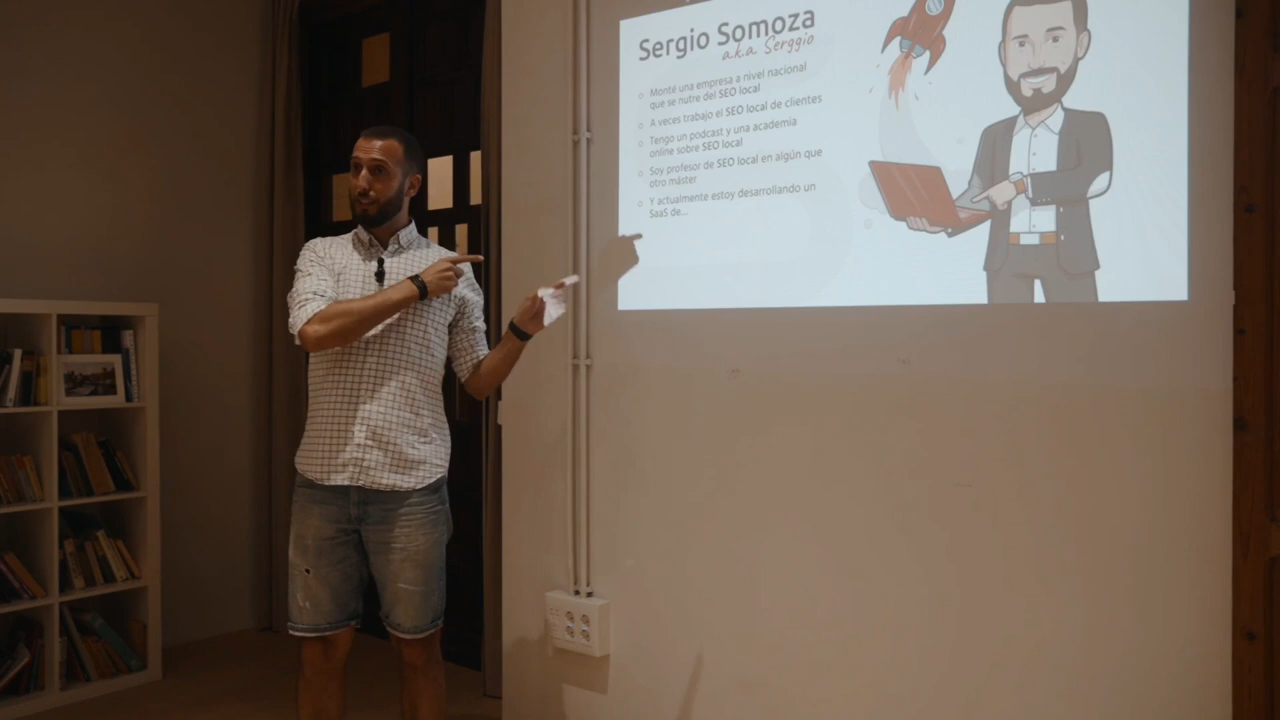 Sergio Somoza
a.k.a. Serggio
Monté una empresa a nivel nacional
que se nutre del SEO local
A veces trabajo el SEO local de clientes
Tengo un podcast y una academia
online sobre SEO local
Soy profesor de SEO local en algún que
otro máster
Y actualmente estoy desarrollando un
SaaS de...